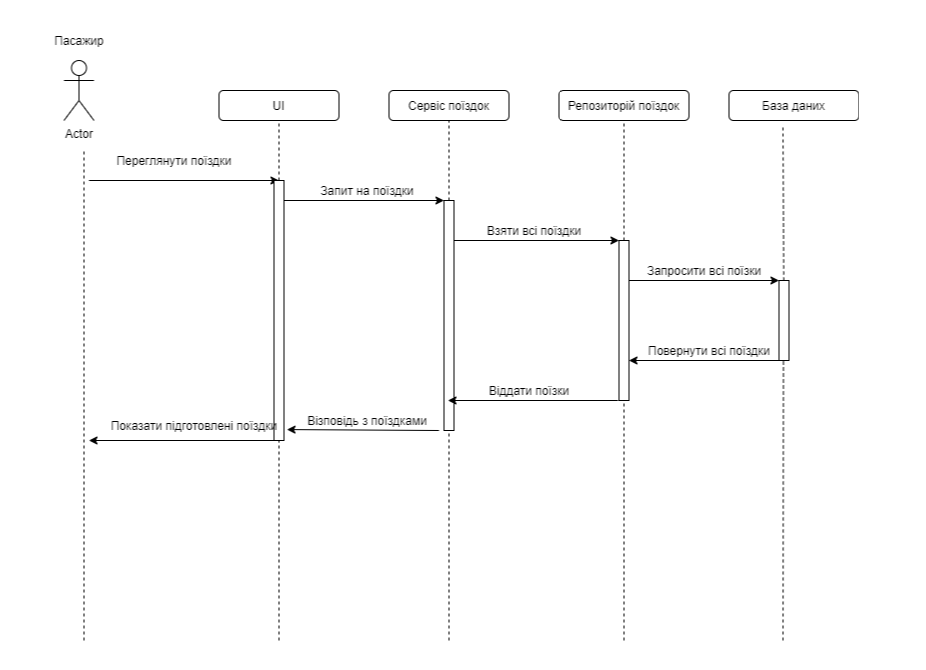 Пасажир
Actor
UI
Сервіс поїздок
Репозиторій поїздок
База даних
Переглянути поїздки
Запит на поїздки
Взяти всі поїздки
Запросити всі поїзки
Повернути всі поїздки
Віддати поїзки
Візповідь з поїздками
Показати підготовлені поїздки